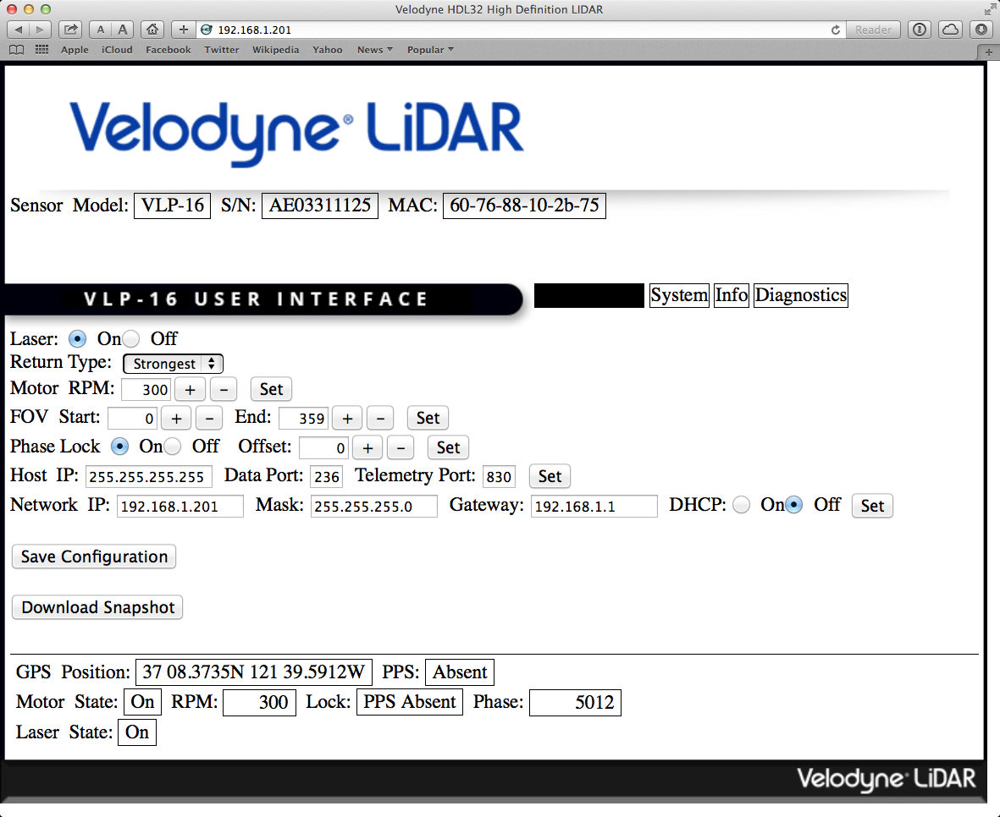 Velodyne HDL32 High Definition LIDAR
A A + 192.168.1.201 Reader
Apple iCloud Facebook Twitter Wikipedia Yahoo News Popular +
Velodyne® LiDAR
Sensor Model: VLP-16 S/N: AE03311125 MAC: 60-76-88-10-2b-75
VLP-16 USER INTERFACE System Info Diagnostics
Laser: On Off
Return Type: Strongest
Motor RPM: 300 + - Set
FOV Start: 0 + - End: 359 + - Set
Phase Lock On Off Offset: 0 + - Set
Host IP: 255.255.255.255 Data Port: 236 Telemetry Port: 830 Set
Network IP: 192.168.1.201 Mask: 255.255.255.0 Gateway: 192.168.1.1 DHCP: On Off Set
Save Configuration
Download Snapshot
GPS Position: 37 08.3735N 121 39.5912W PPS: Absent
Motor State: On RPM: 300 Lock: PPS Absent Phase: 5012
Laser State: On
Velodyne® LiDAR